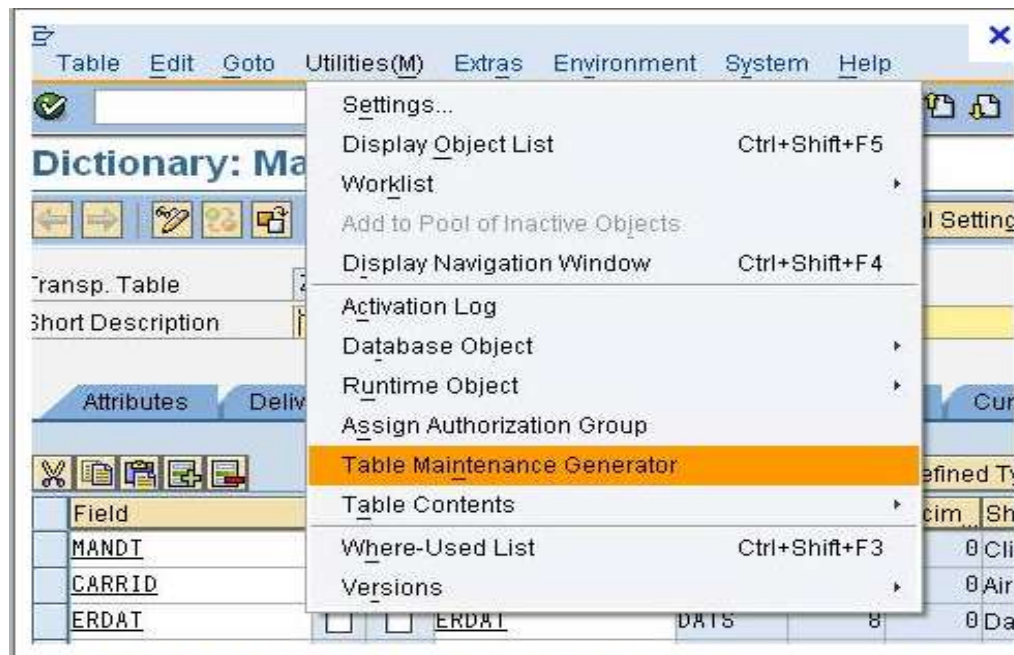 Table Edit Goto Utilities(M) Extras Environment System Help
Settings...
Display Object List Ctrl+Shift+F5
Dictionary: Ma
Worklist
Add to Pool of Inactive Objects
l Setting
Display Navigation Window Ctrl+Shift+F4
Transp. Table
Activation Log
Short Description
Database Object
Runtime Object
Attributes Deliv Cur
Assign Authorization Group
Table Maintenance Generator
efined Ty
Table Contents
Field cim... Sh
Where-Used List Ctrl+Shift+F3
MANDT 0 Cli
Versions
CARRID 0 Air
ERDAT ERDAT DATS 8 0 Da